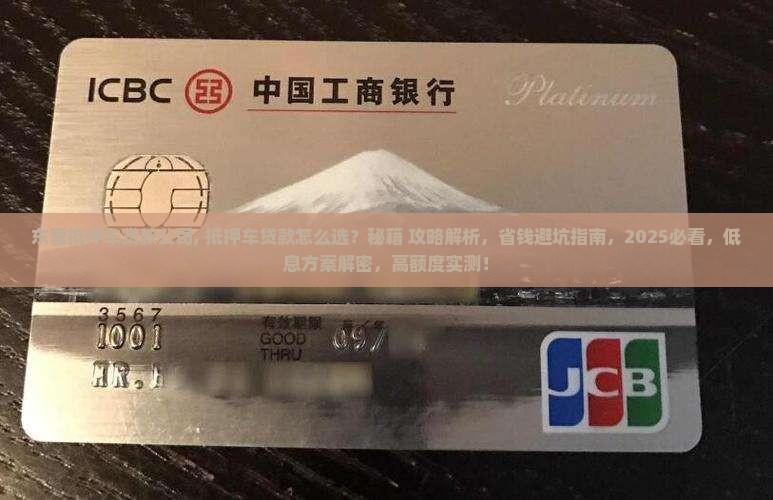 ICBC 中国工商银行 Platinum
抵押车贷款怎么选？秘籍 攻略解析，省钱避坑指南，2025必看，低
息方案解密，高额度实测！
3567
1001
有效期限
GOOD
THRU
097
MR.
JCB